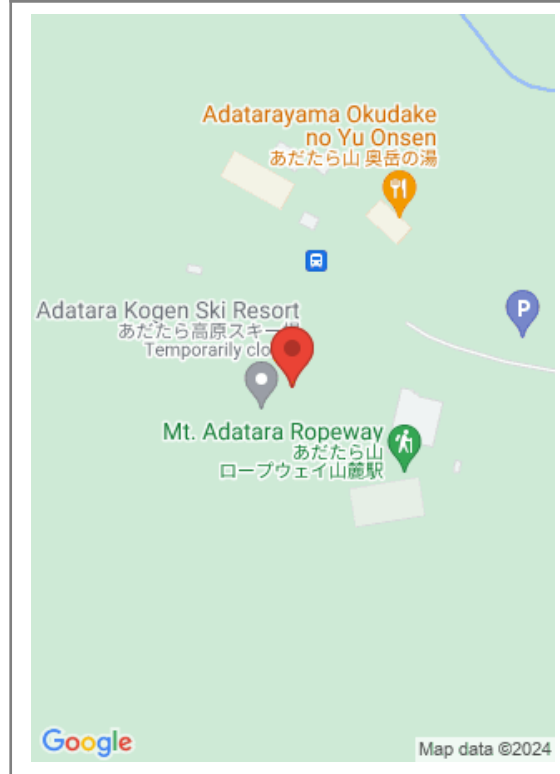 Adatarayama Okudake
no Yu Onsen
あだたら山 奥岳の湯
Adatara Kogen Ski Resort
あだたら高原スキー場
Temporarily clo
P
Mt. Adatara Ropeway
あだたら山
ロープウェイ山麓駅
Google
Map data ©2024